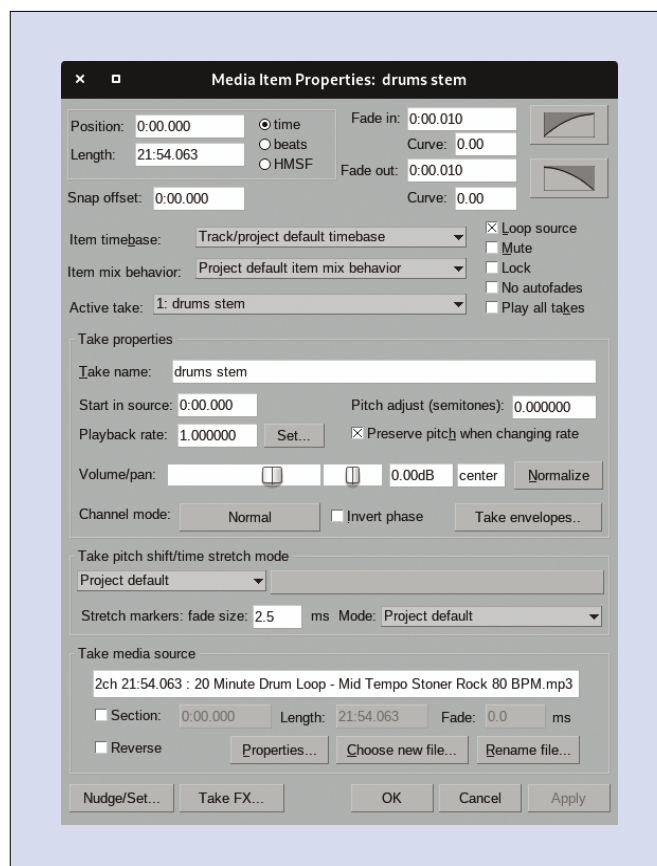 Media Item Properties: drums stem
Position: 0:00.000
time
beats
HMSF
Length: 21:54.063
Fade in: 0:00.010
Curve: 0.00
Fade out: 0:00.010
Curve: 0.00
Snap offset: 0:00.000
Item timebase: Track/project default timebase
Item mix behavior: Project default item mix behavior
Active take: 1: drums stem
Loop source
Mute
Lock
No autofades
Play all takes
Take properties
Take name: drums stem
Start in source: 0:00.000
Pitch adjust (semitones): 0.000000
Playback rate: 1.000000 Set...
Preserve pitch when changing rate
Volume/pan: 0.00dB center Normalize
Channel mode: Normal Invert phase Take envelopes..
Take pitch shift/time stretch mode
Project default
Stretch markers: fade size: 2.5 ms Mode: Project default
Take media source
2ch 21:54.063 : 20 Minute Drum Loop - Mid Tempo Stoner Rock 80 BPM.mp3
Section: 0:00.000 Length: 21:54.063 Fade: 0.0 ms
Reverse Properties... Choose new file... Rename file...
Nudge/Set... Take FX... OK Cancel Apply